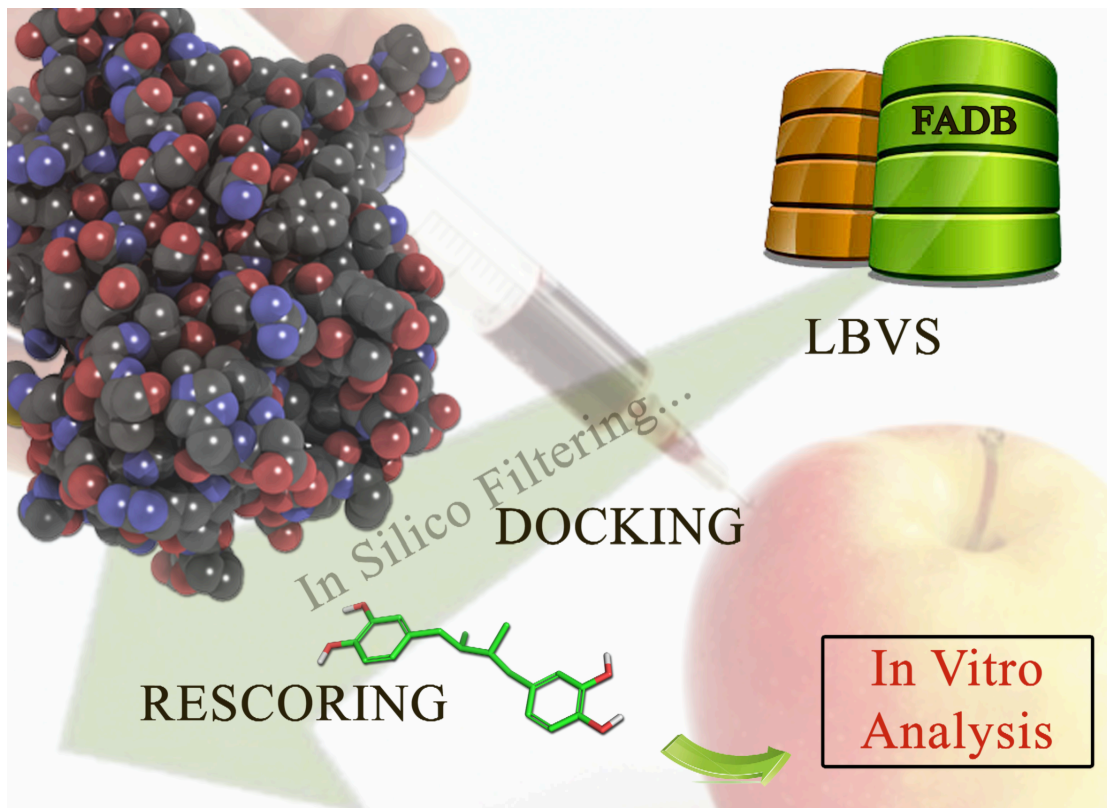 FADB
LBVS
In Silico Filtering...
DOCKING
RESCORING
In Vitro
Analysis